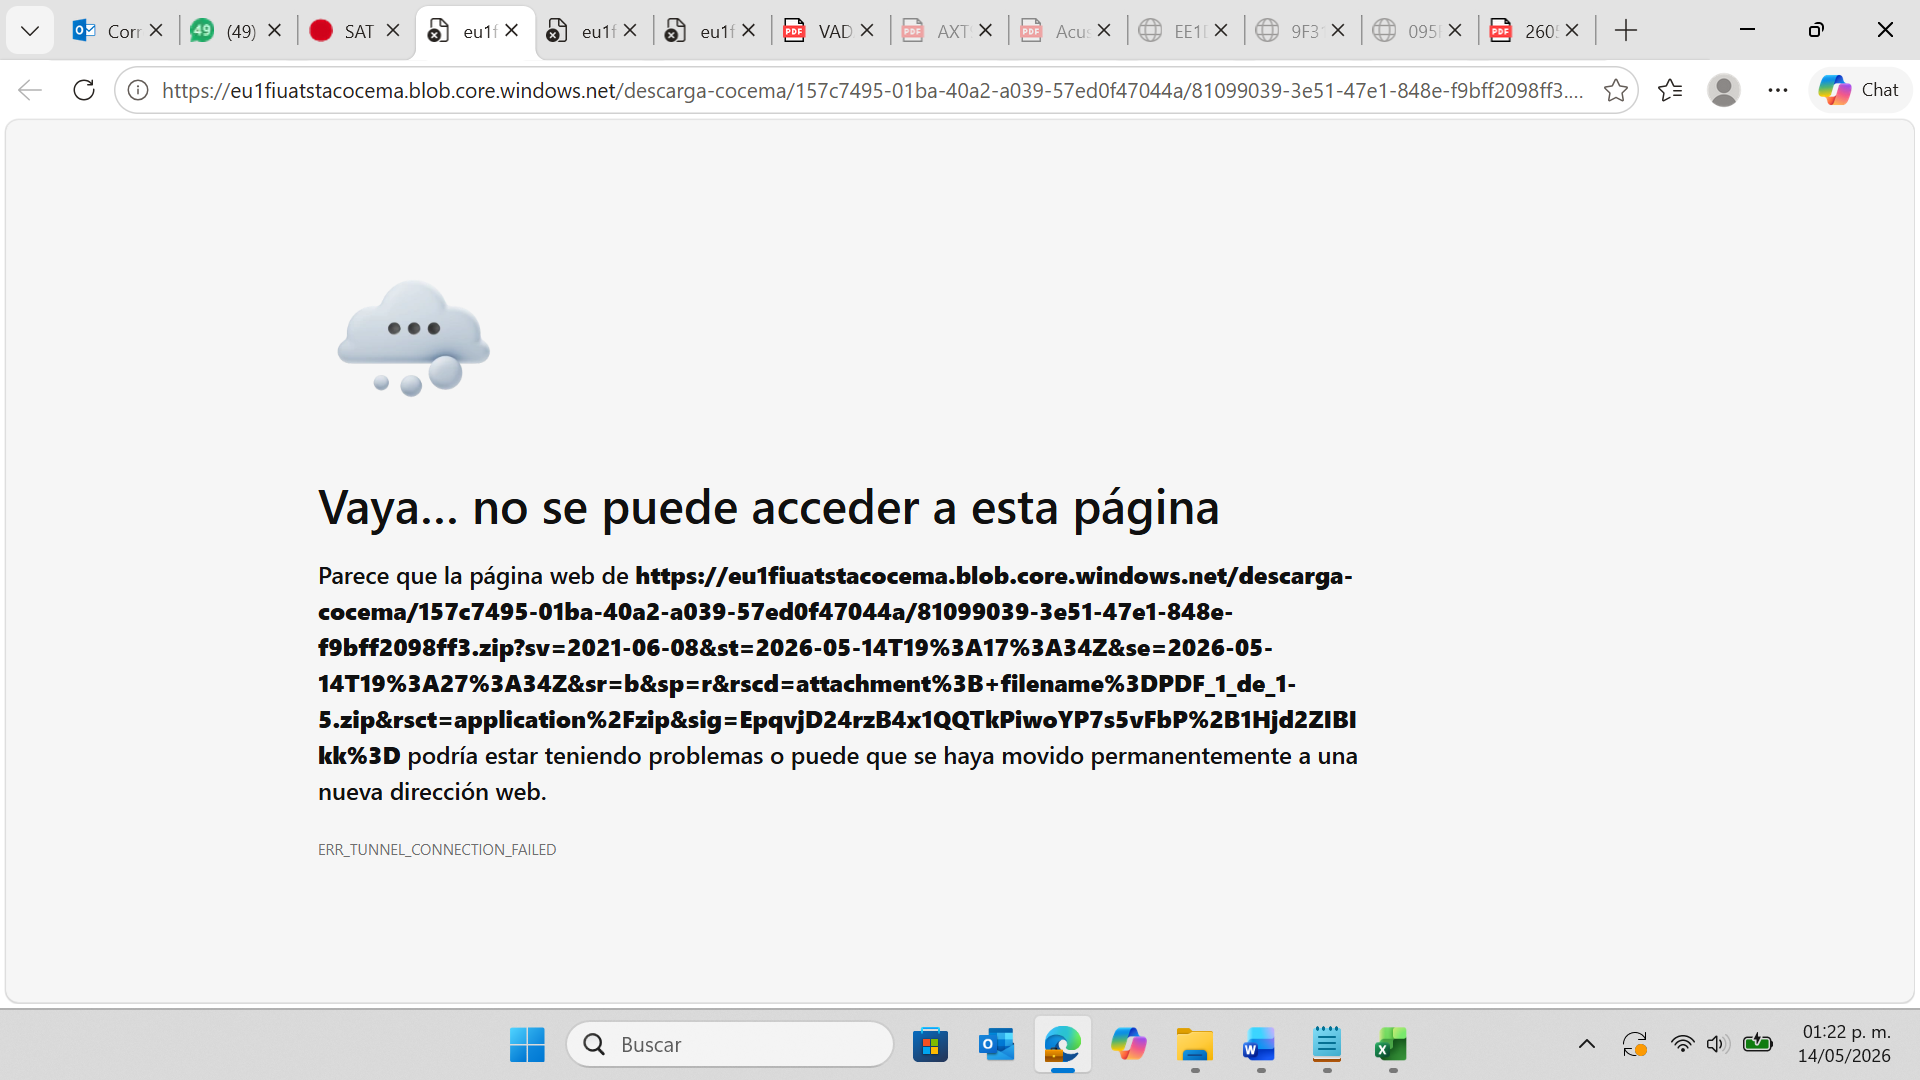 Corr
49
(49)
SAT
eu1f
eu1f
eu1f
PDF
VAD
PDF
AXT
PDF
Acus
EE1
9F3
095
PDF
260
https://eu1fiuatstacocema.blob.core.windows.net/descarga-cocema/157c7495-01ba-40a2-a039-57ed0f47044a/81099039-3e51-47e1-848e-f9bff2098ff3....
Chat
Vaya... no se puede acceder a esta página
Parece que la página web de https://eu1fiuatstacocema.blob.core.windows.net/descarga-
cocema/157c7495-01ba-40a2-a039-57ed0f47044a/81099039-3e51-47e1-848e-
f9bff2098ff3.zip?sv=2021-06-08&st=2026-05-14T19%3A17%3A34Z&se=2026-05-
14T19%3A27%3A34Z&sr=b&sp=r&rscd=attachment%3B+filename%3DPDF_1_de_1-
5.zip&rsct=application%2Fzip&sig=EpqvjD24rzB4x1QQTkPiwoYP7s5vFbP%2B1Hjd2ZIBI
kk%3D podría estar teniendo problemas o puede que se haya movido permanentemente a una
nueva dirección web.
ERR_TUNNEL_CONNECTION_FAILED
Buscar
01:22 p. m.
14/05/2026